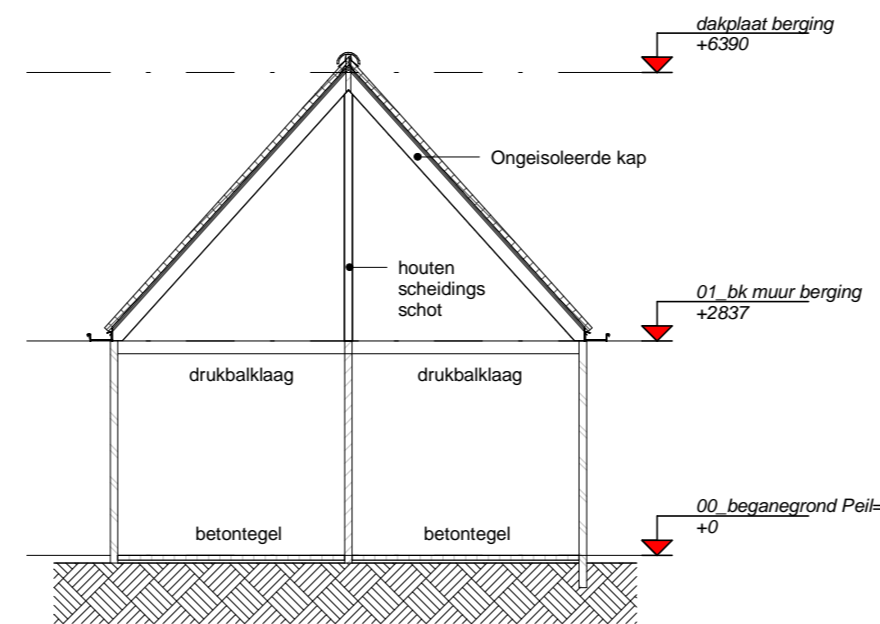 dakplaat berging
+6390
Ongeisoleerde kap
houten
scheidings
schot
01_bk muur berging
+2837
drukbalklaag drukbalklaag
betontegel betontegel
00_beganegrond Peil=
+0